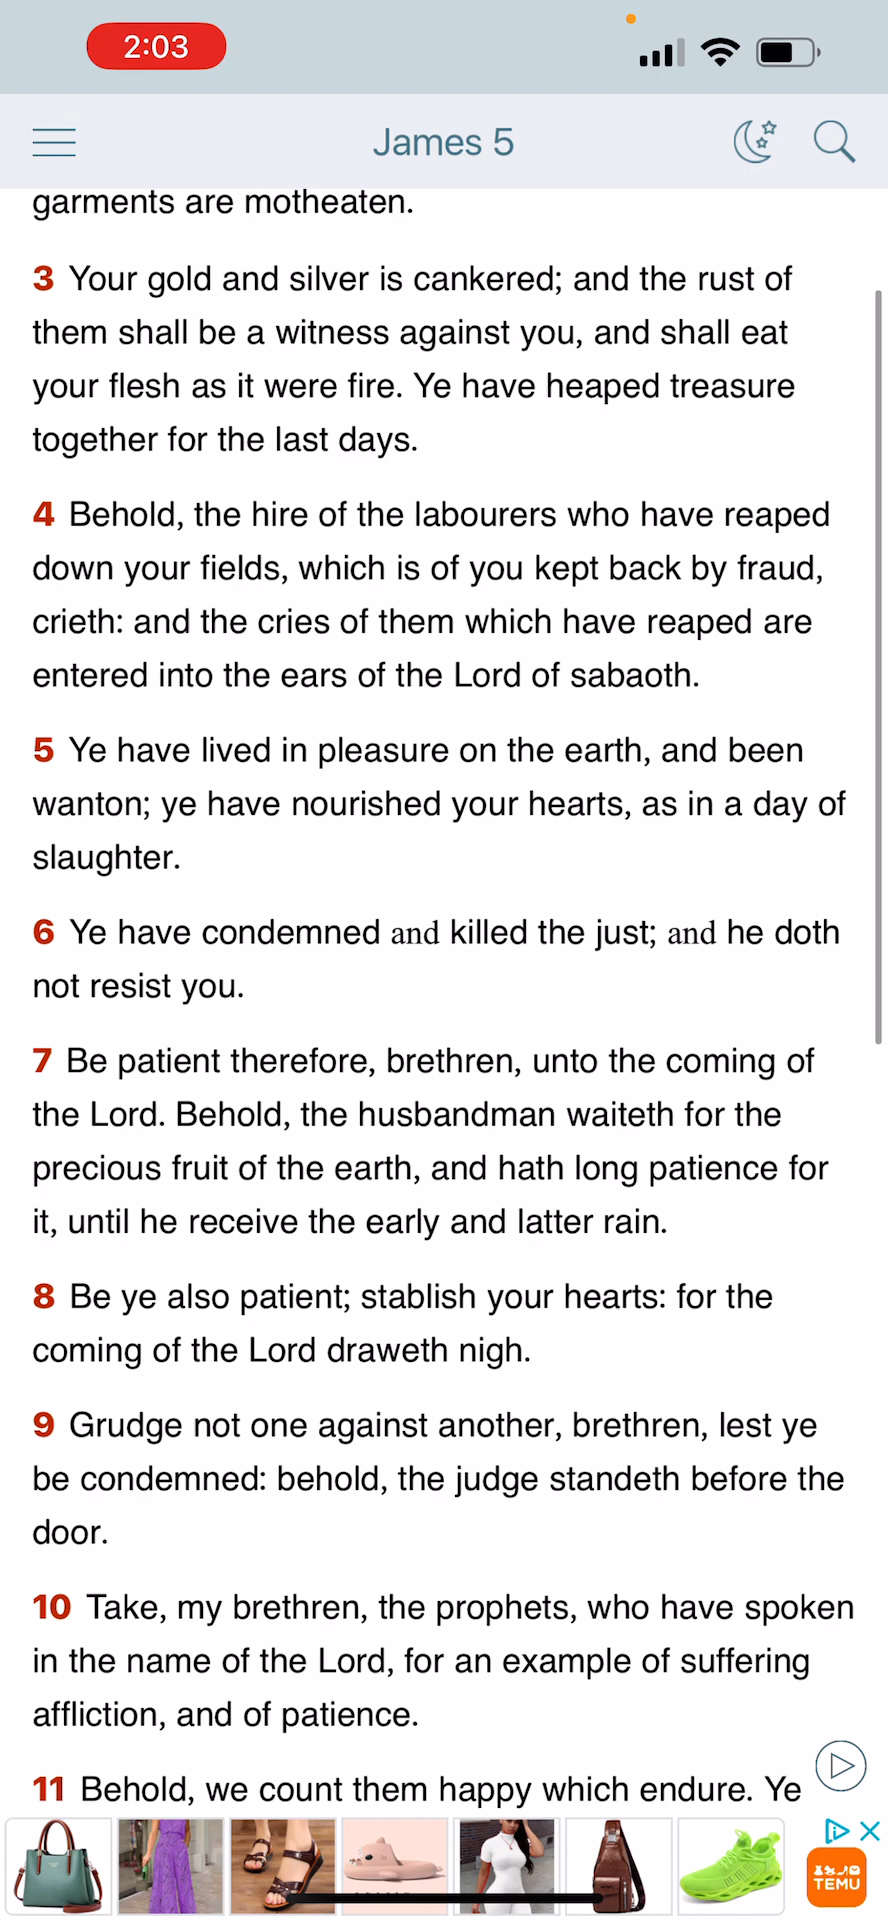 2:03
James 5
garments are motheaten.
3 Your gold and silver is cankered; and the rust of
them shall be a witness against you, and shall eat
your flesh as it were fire. Ye have heaped treasure
together for the last days.
4 Behold, the hire of the labourers who have reaped
down your fields, which is of you kept back by fraud,
crieth: and the cries of them which have reaped are
entered into the ears of the Lord of sabaoth.
5 Ye have lived in pleasure on the earth, and been
wanton; ye have nourished your hearts, as in a day of
slaughter.
6 Ye have condemned and killed the just; and he doth
not resist you.
7 Be patient therefore, brethren, unto the coming of
the Lord. Behold, the husbandman waiteth for the
precious fruit of the earth, and hath long patience for
it, until he receive the early and latter rain.
8 Be ye also patient; stablish your hearts: for the
coming of the Lord draweth nigh.
9 Grudge not one against another, brethren, lest ye
be condemned: behold, the judge standeth before the
door.
10 Take, my brethren, the prophets, who have spoken
in the name of the Lord, for an example of suffering
affliction, and of patience.
11 Behold, we count them happy which endure. Ye
TEMU